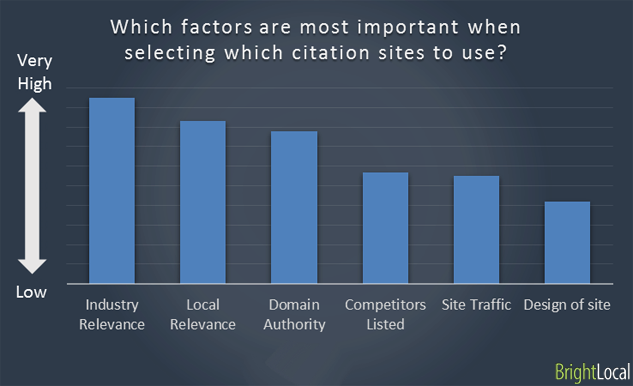 Which factors are most important when
selecting which citation sites to use?
Very
High
Low
Industry
Relevance
Local
Relevance
Domain
Authority
Competitors
Listed
Site Traffic
Design of site
BrightLocal